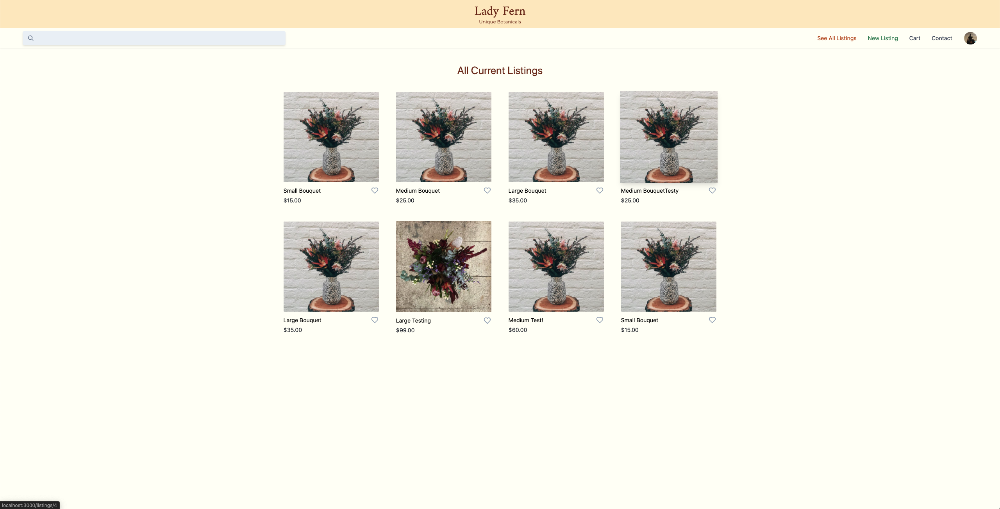 Lady Fern
Unique Botanicals
See All Listings New Listing Cart Contact
All Current Listings
Small Bouquet
$15.00
Medium Bouquet
$25.00
Large Bouquet
$35.00
Medium BouquetTesty
$25.00
Large Bouquet
$35.00
Large Testing
$99.00
Medium Test!
$60.00
Small Bouquet
$15.00
localhost:3000/listings/4